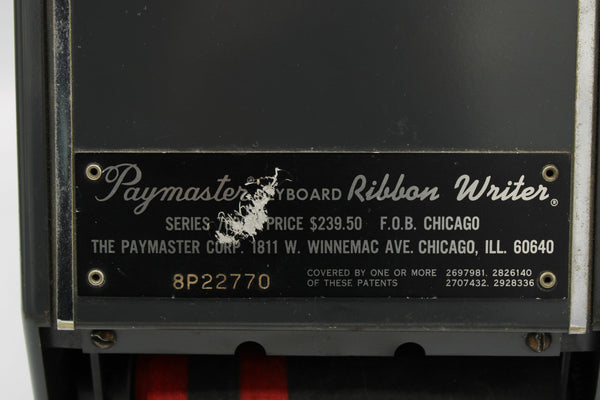 Paymaster KEYBOARD Ribbon Writer®
SERIES PRICE $239.50 F.O.B. CHICAGO
THE PAYMASTER CORP. 1811 W. WINNEMAC AVE. CHICAGO, ILL. 60640
8P22770
COVERED BY ONE OR MORE 2697981. 2826140
OF THESE PATENTS 2707432. 2928336